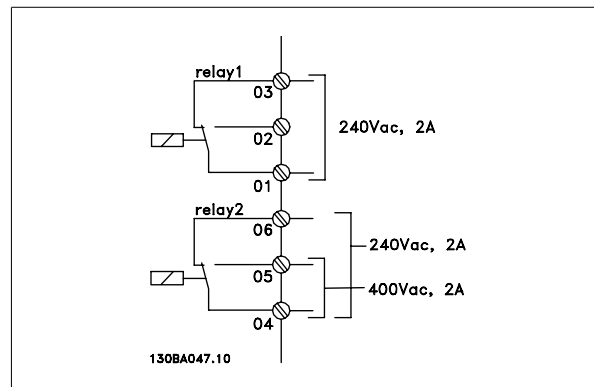 relay1
03
02
240Vac, 2A
01
relay2
06
240Vac, 2A
05
400Vac, 2A
04
130BA047.10